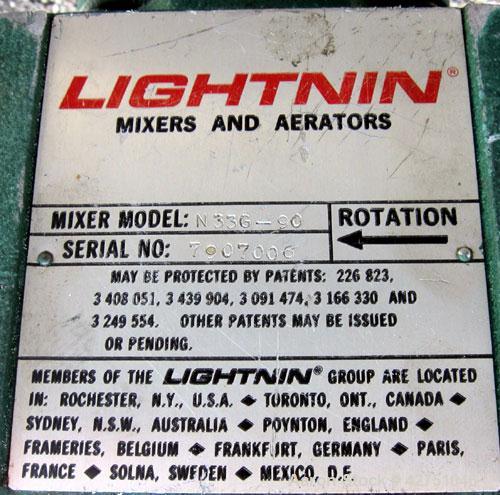 LIGHTNIN®
MIXERS AND AERATORS
MIXER MODEL: N33G-90
ROTATION
SERIAL NO: 7907006
MAY BE PROTECTED BY PATENTS: 226 823,
3 408 051, 3 439 904, 3 091 474, 3 166 330 AND
3 249 554. OTHER PATENTS MAY BE ISSUED
OR PENDING.
MEMBERS OF THE LIGHTNIN® GROUP ARE LOCATED
IN: ROCHESTER, N.Y., U.S.A. ◆ TORONTO, ONT., CANADA ◆
SYDNEY, N.S.W., AUSTRALIA ◆ POYNTON, ENGLAND ◆
FRAMERIES, BELGIUM ◆ FRANKFURT, GERMANY ◆ PARIS,
FRANCE ◆ SOLNA, SWEDEN ◆ MEXICO, D.F.